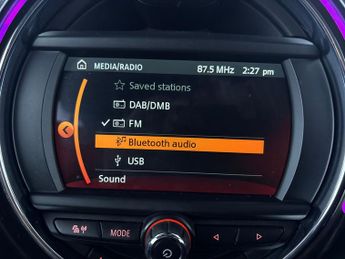 MEDIA/RADIO 87.5 MHz 2:27 pm
Saved stations
DAB/DMB
FM
Bluetooth audio
USB
Sound
MODE